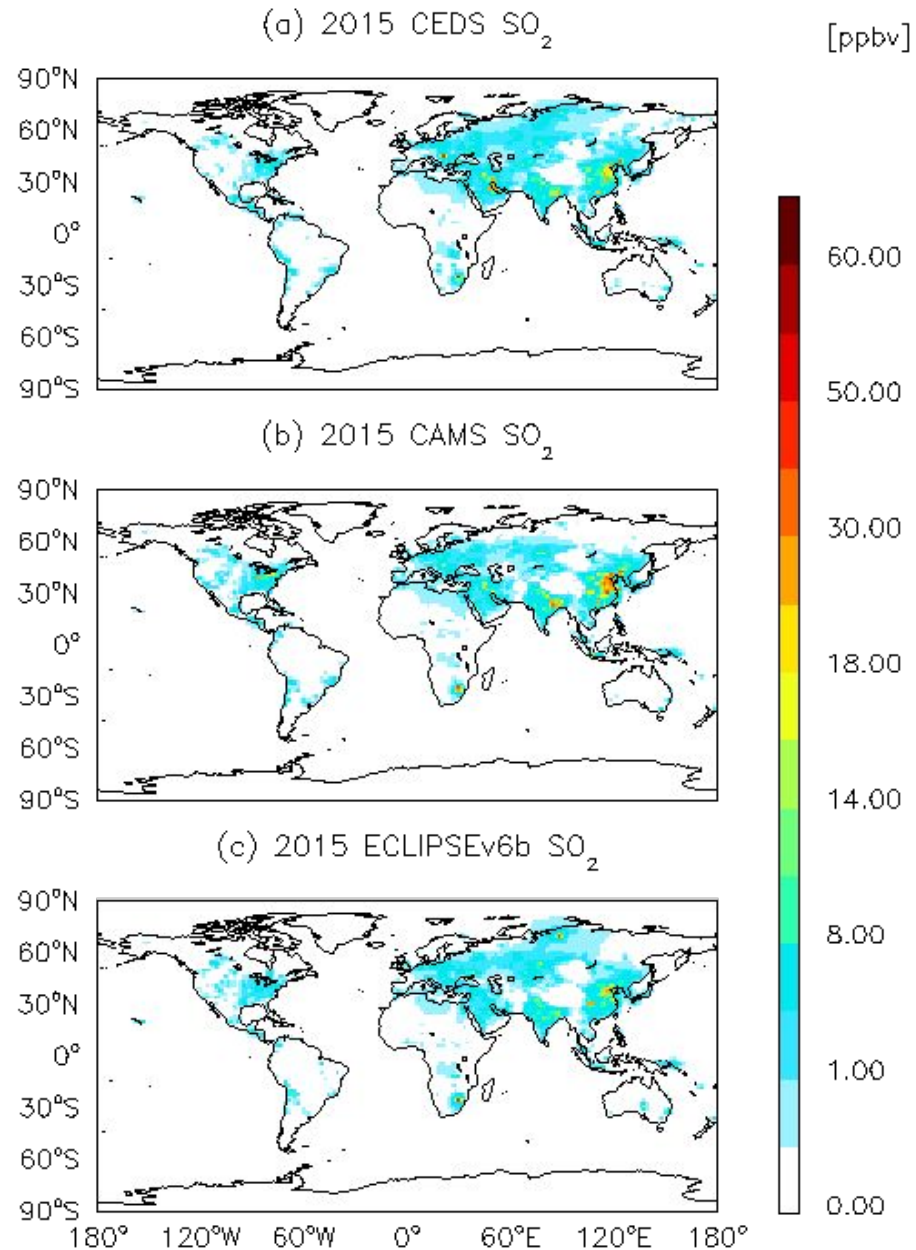 (a) 2015 CEDS SO₂
[ppbv]
90°N
60°N
30°N
0°
30°S
60°S
90°S
(b) 2015 CAMS SO₂
90°N
60°N
30°N
0°
30°S
60°S
90°S
(c) 2015 ECLIPSEv6b SO₂
90°N
60°N
30°N
0°
30°S
60°S
90°S
180° 120°W 60°W 0° 60°E 120°E 180°
60.00
50.00
30.00
18.00
14.00
8.00
1.00
0.00